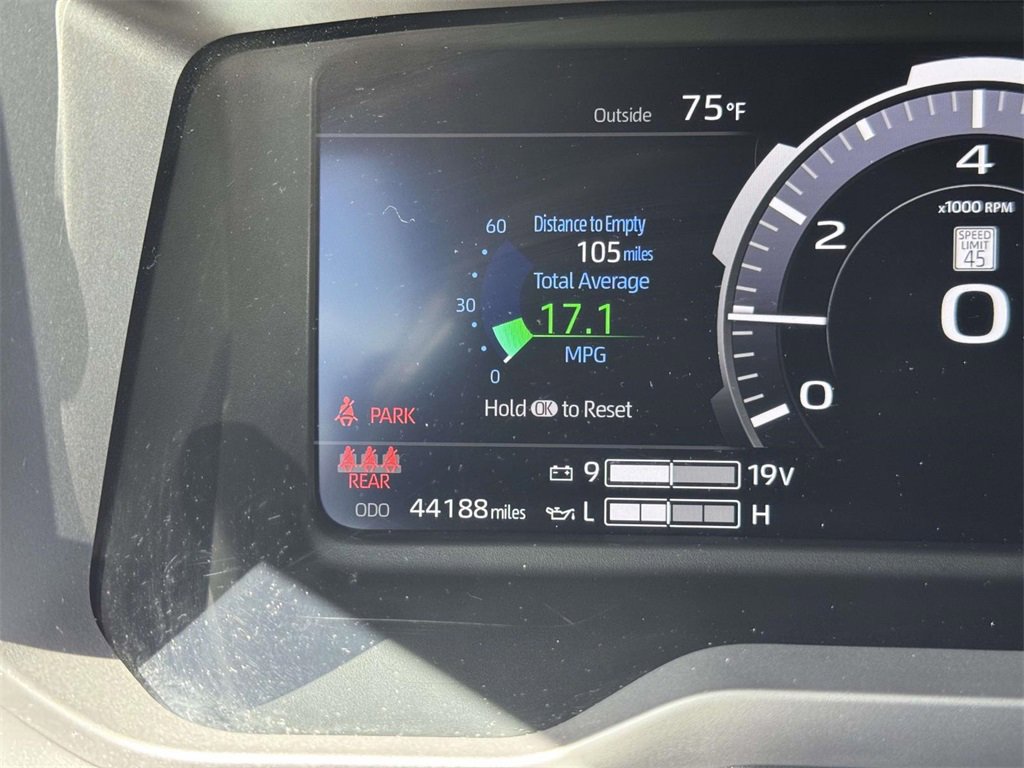 Outside 75°F
4
x1000 RPM
60 Distance to Empty
105 miles
2
SPEED
LIMIT
45
Total Average
30 17.1
0
MPG
0
0
Hold OK to Reset
PARK
REAR
9 19V
ODO 44188 miles
L H